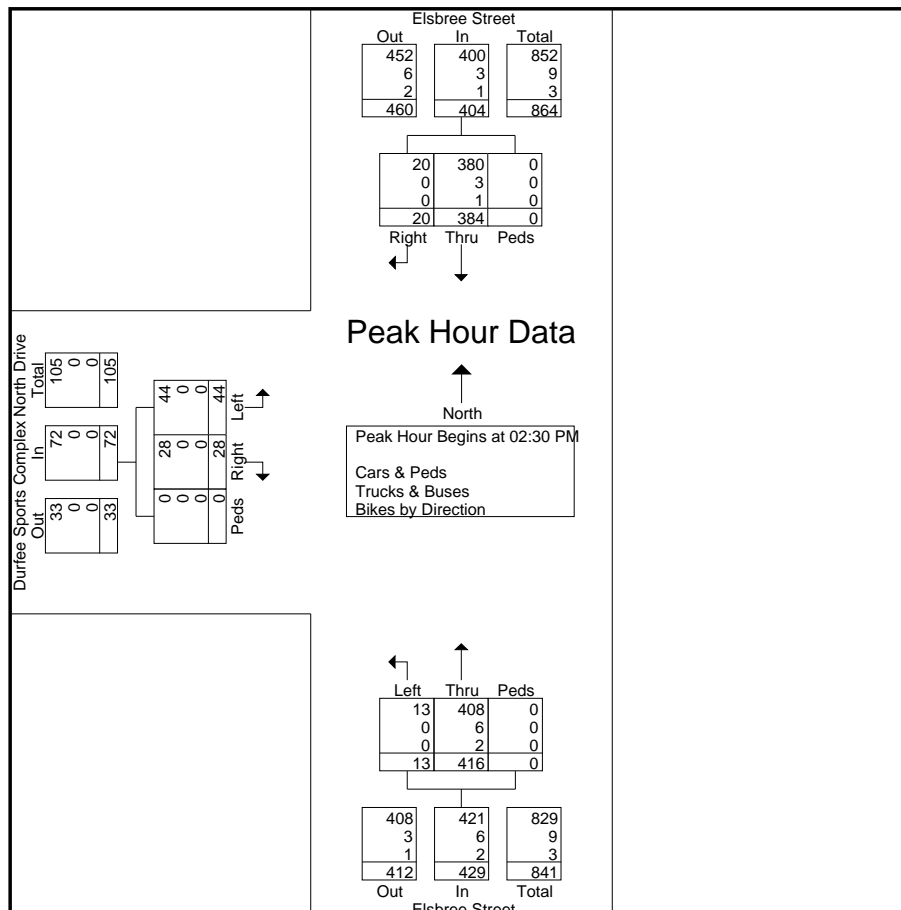 Elsbree Street
Out In Total
452 400 852
6 3 9
2 1 3
460 404 864
20 380 0
0 3 0
0 1 0
20 384 0
Right Thru Peds
Peak Hour Data
North
Peak Hour Begins at 02:30 PM
Cars & Peds
Trucks & Buses
Bikes by Direction
Durfee Sports Complex North Drive
Out In Total
33 72 105
0 0 0
0 0 0
33 72 105
0 28 44
0 0 0
0 0 0
0 28 44
Peds Right Left
Left Thru Peds
13 408 0
0 6 0
0 2 0
13 416 0
408 421 829
3 6 9
1 2 3
412 429 841
Out In Total
Elsbree Street